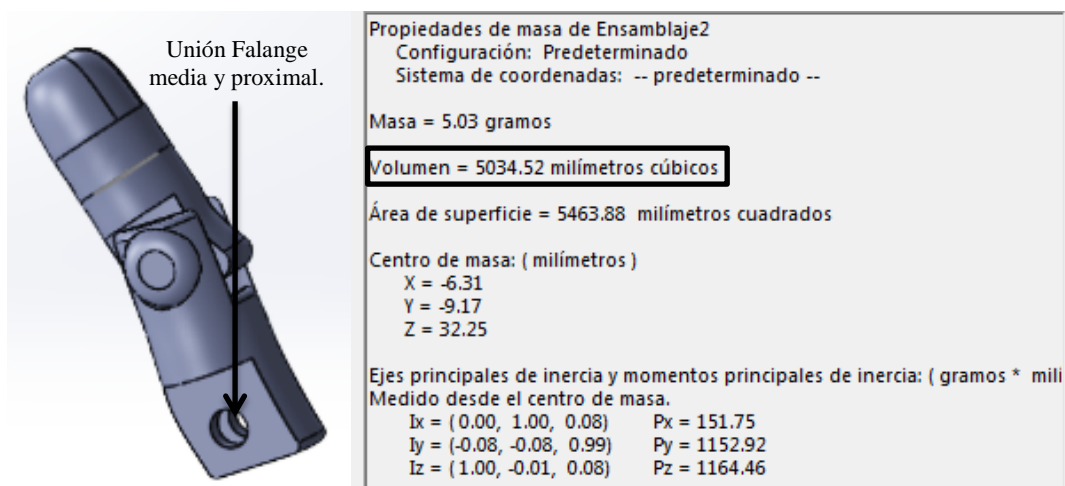 Unión Falange
media y proximal.
Propiedades de masa de Ensamblaje2
Configuración: Predeterminado
Sistema de coordenadas: -- predeterminado --
Masa = 5.03 gramos
Volumen = 5034.52 milímetros cúbicos
Área de superficie = 5463.88 milímetros cuadrados
Centro de masa: ( milímetros )
X = -6.31
Y = -9.17
Z = 32.25
Ejes principales de inercia y momentos principales de inercia: ( gramos * mili
Medido desde el centro de masa.
Ix = ( 0.00, 1.00, 0.08) Px = 151.75
Iy = (-0.08, -0.08, 0.99) Py = 1152.92
Iz = ( 1.00, -0.01, 0.08) Pz = 1164.46